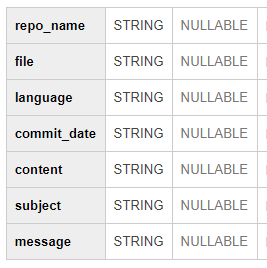 repo_name STRING NULLABLE
file STRING NULLABLE
language STRING NULLABLE
commit_date STRING NULLABLE
content STRING NULLABLE
subject STRING NULLABLE
message STRING NULLABLE